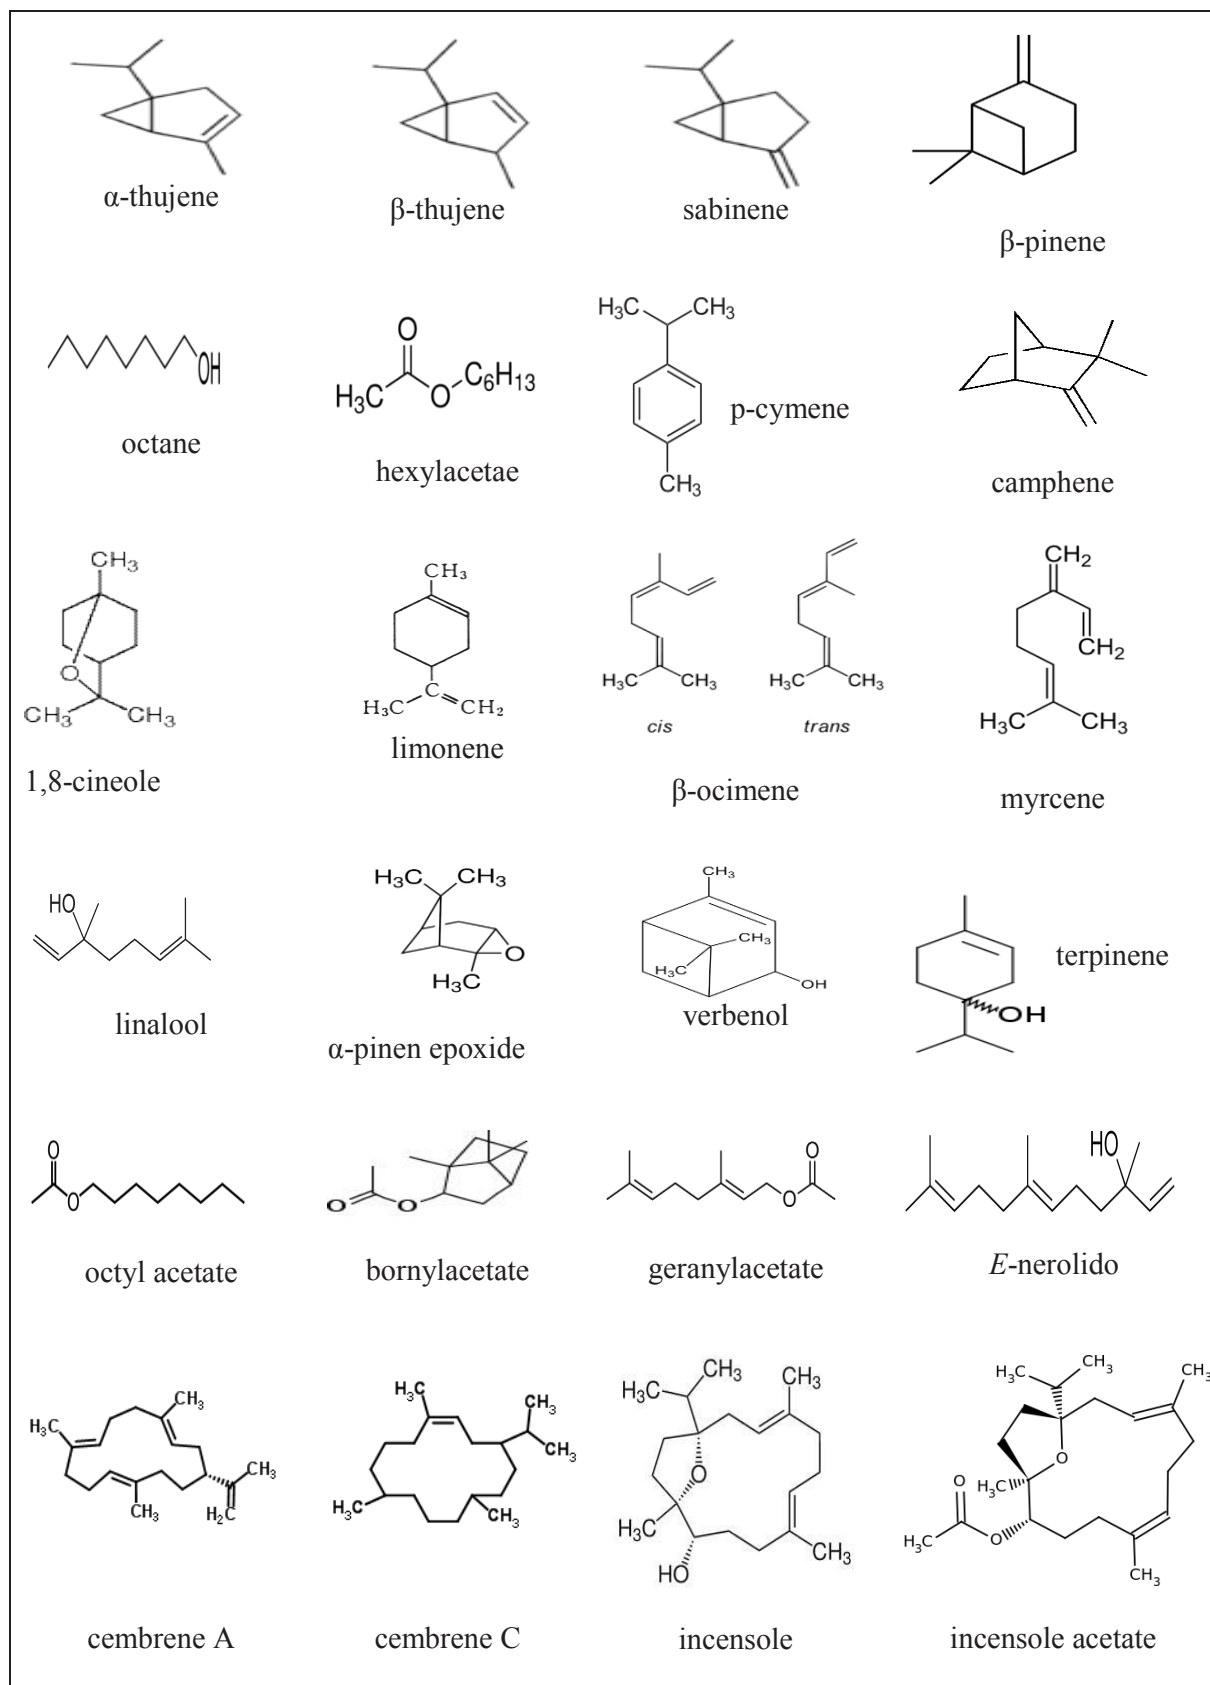 α-thujene
β-thujene
sabinene
β-pinene
OH
octane
O
H3C
O
C6H13
hexylacetae
H3C
CH3
CH3
p-cymene
camphene
CH3
O
CH3
CH3
1,8-cineole
CH3
H3C
CH2
limonene
H3C
CH3
cis
H3C
CH3
trans
β-ocimene
CH2
CH2
H3C
CH3
myrcene
HO
linalool
H3C
CH3
O
H3C
α-pinen epoxide
CH3
CH3
H3C
OH
verbenol
OH
terpinene
O
O
octyl acetate
O
O
bornylacetate
O
O
geranylacetate
HO
E-nerolido
H3C
CH3
CH3
CH3
H2C
cembrene A
H3C
CH3
CH3
H3C
CH3
cembrene C
CH3
H3C
CH3
O
H3C
CH3
HO
incensole
H3C
CH3
CH3
O
H3C
O
H3C
O
CH3
incensole acetate